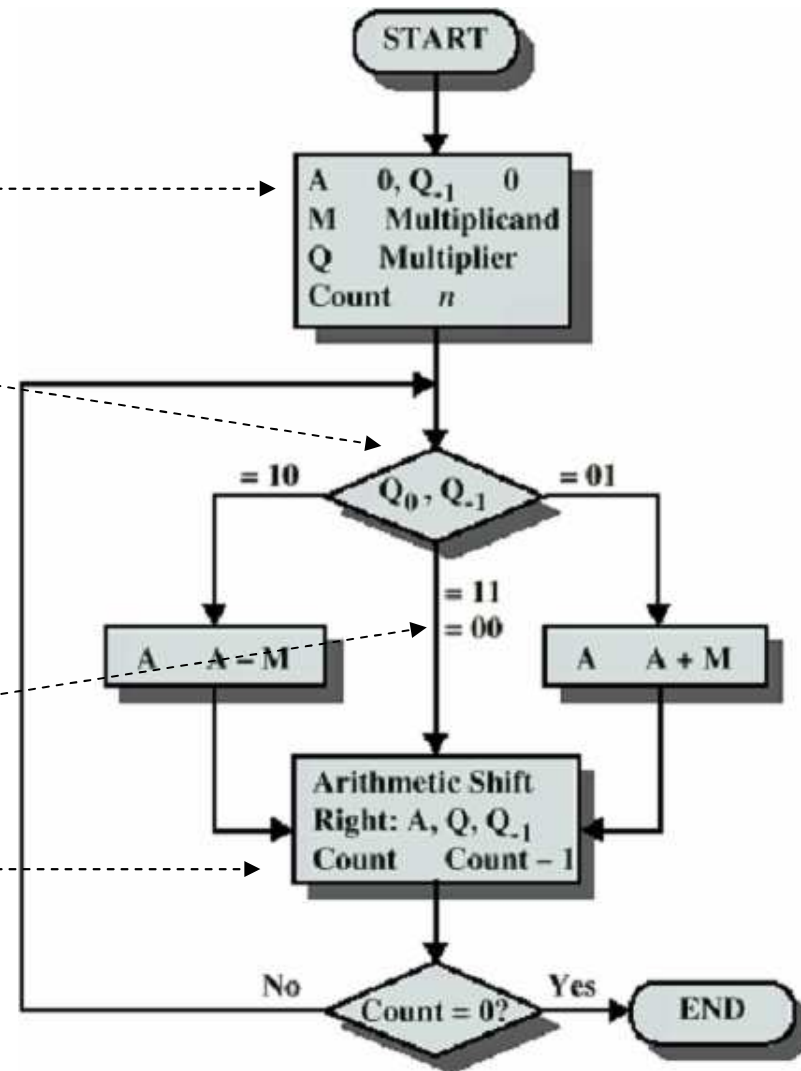 START
A 0, Q-1 0
M Multiplicand
Q Multiplier
Count n
= 10
Q0, Q-1
= 01
= 11
= 00
A A – M
A A + M
Arithmetic Shift
Right: A, Q, Q-1
Count Count – 1
No
Count = 0?
Yes
END